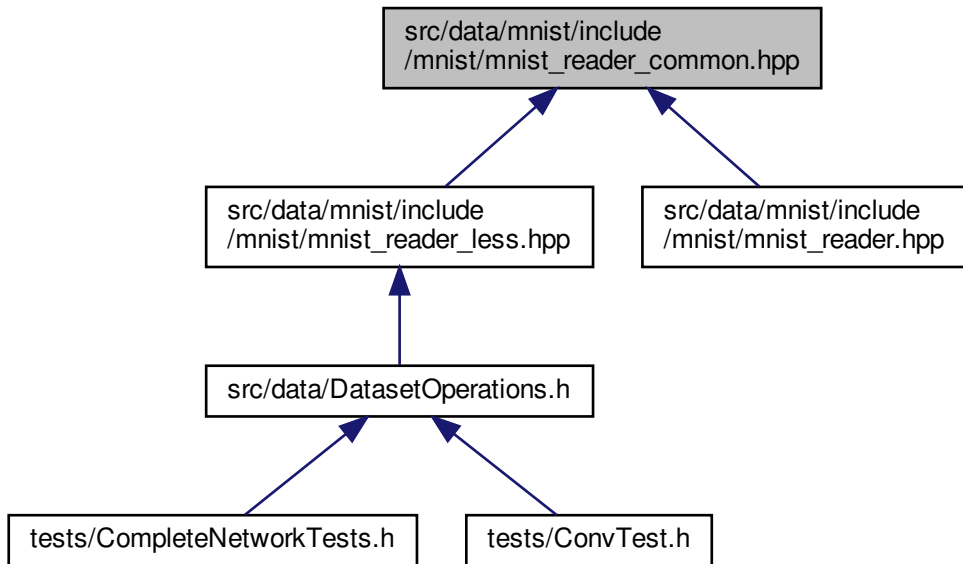 src/data/mnist/include
/mnist/mnist_reader_common.hpp
src/data/mnist/include
/mnist/mnist_reader_less.hpp
src/data/mnist/include
/mnist/mnist_reader.hpp
src/data/DatasetOperations.h
tests/CompleteNetworkTests.h
tests/ConvTest.h